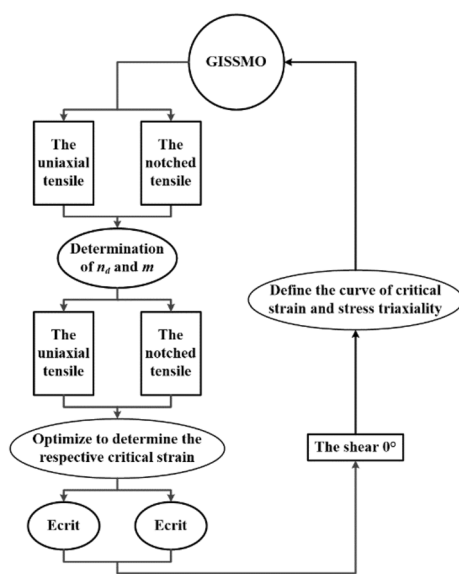 GISSMO
The
uniaxial
tensile
The
notched
tensile
Determination
of n_d and m
The
uniaxial
tensile
The
notched
tensile
Define the curve of critical
strain and stress triaxiality
Optimize to determine the
respective critical strain
The shear 0°
Ecrit
Ecrit